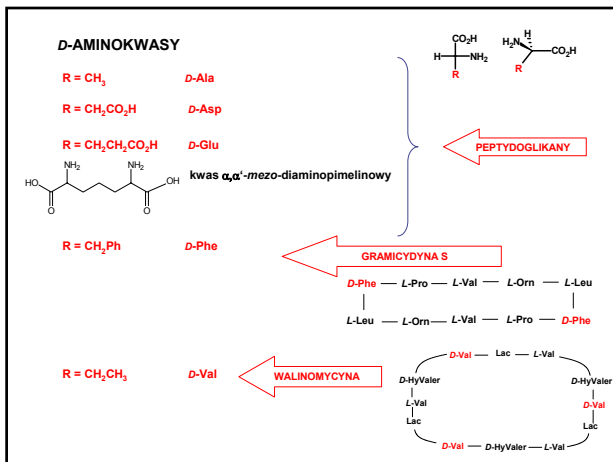 D-AMINOKWASY
CO₂H
H NH₂
R
H₂N H CO₂H
R
R = CH₃ D-Ala
R = CH₂CO₂H D-Asp
R = CH₂CH₂CO₂H D-Glu
PEPTYDOGLIKANY
NH₂ NH₂
HO OH
O O
kwas α,α'-mezo-diaminopimelinowy
R = CH₂Ph D-Phe
GRAMICYDYNA S
D-Phe L-Pro L-Val L-Orn L-Leu
L-Leu L-Orn L-Val L-Pro D-Phe
R = CH₂CH₃ D-Val
WALINOMYCYNA
D-Val Lac L-Val
D-HyValer D-HyValer
L-Val D-Val
Lac Lac
D-Val D-HyValer L-Val